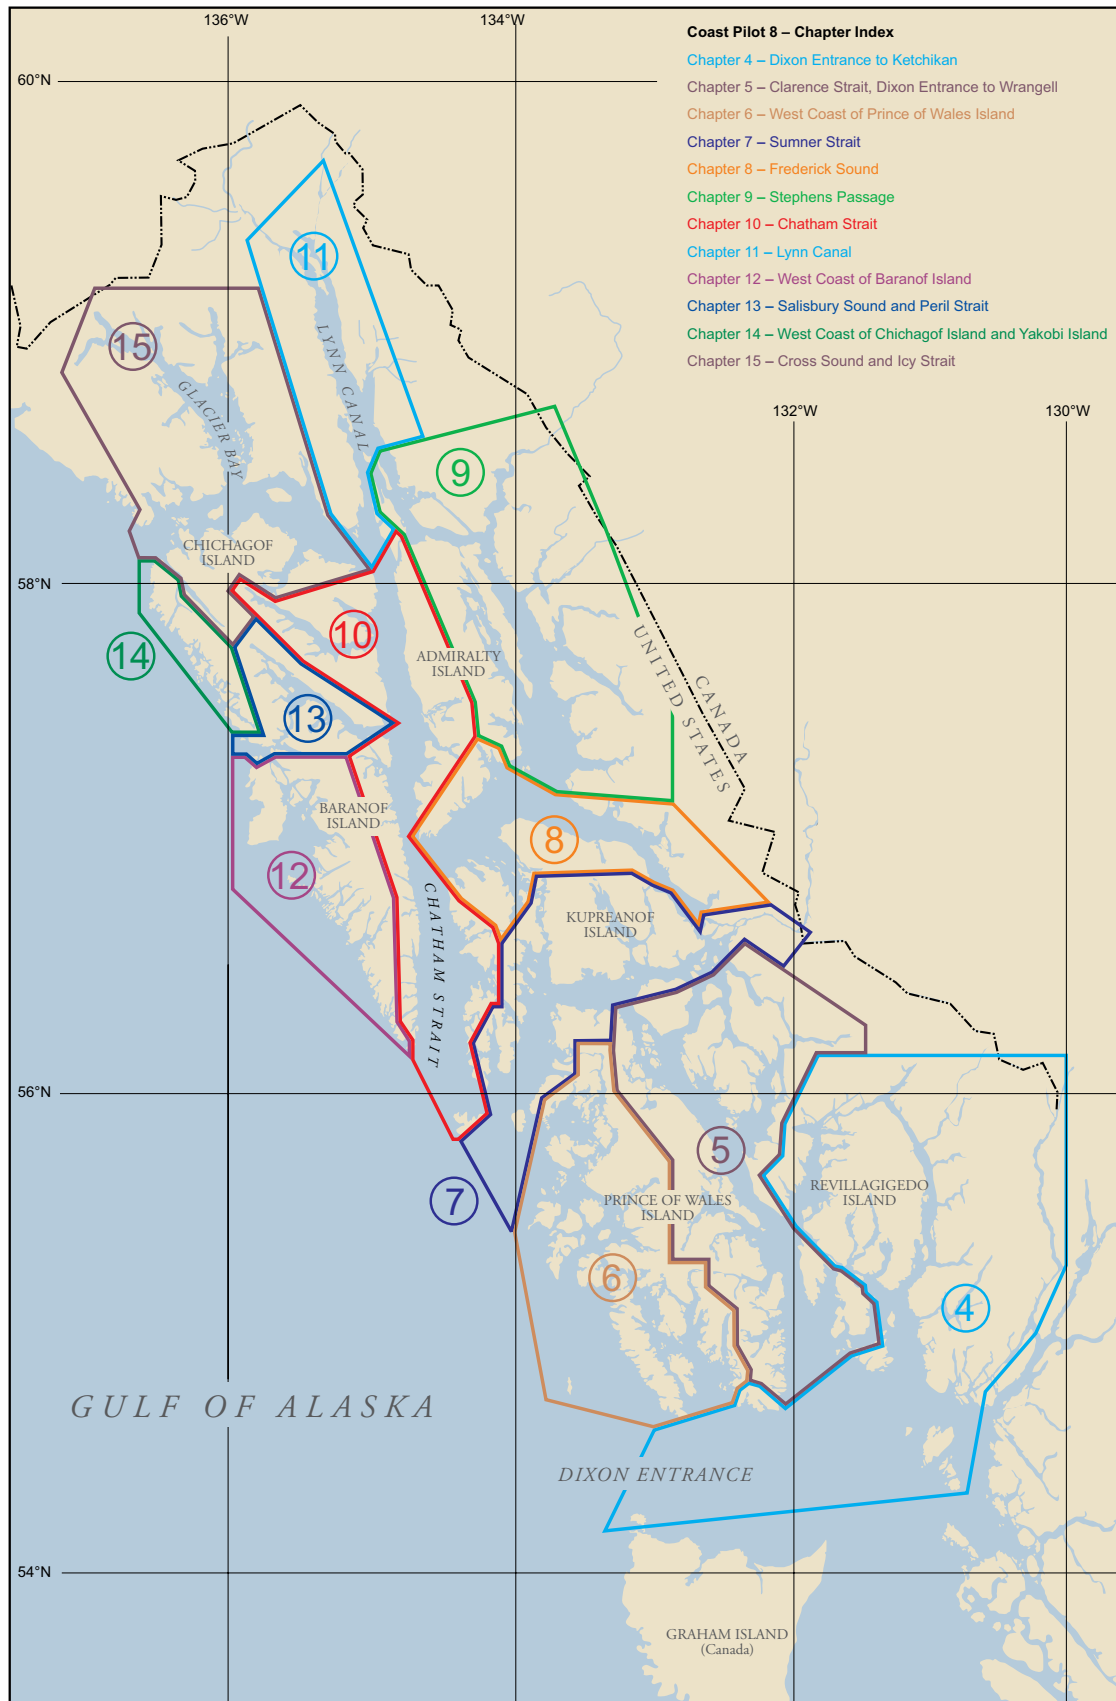 136°W
134°W
Coast Pilot 8 – Chapter Index
Chapter 4 – Dixon Entrance to Ketchikan
Chapter 5 – Clarence Strait, Dixon Entrance to Wrangell
Chapter 6 – West Coast of Prince of Wales Island
Chapter 7 – Sumner Strait
Chapter 8 – Frederick Sound
Chapter 9 – Stephens Passage
Chapter 10 – Chatham Strait
Chapter 11 – Lynn Canal
Chapter 12 – West Coast of Baranof Island
Chapter 13 – Salisbury Sound and Peril Strait
Chapter 14 – West Coast of Chichagof Island and Yakobi Island
Chapter 15 – Cross Sound and Icy Strait
60°N
11
15
LYNN CANAL
GLACIER BAY
132°W
130°W
9
CHICHAGOF
ISLAND
58°N
10
14
ADMIRALTY
ISLAND
UNITED STATES
CANADA
13
BARANOF
ISLAND
8
12
CHATHAM STRAIT
KUPREANOF
ISLAND
56°N
5
7
PRINCE OF WALES
ISLAND
REVILLAGIGEDO
ISLAND
6
4
GULF OF ALASKA
DIXON ENTRANCE
54°N
GRAHAM ISLAND
(Canada)